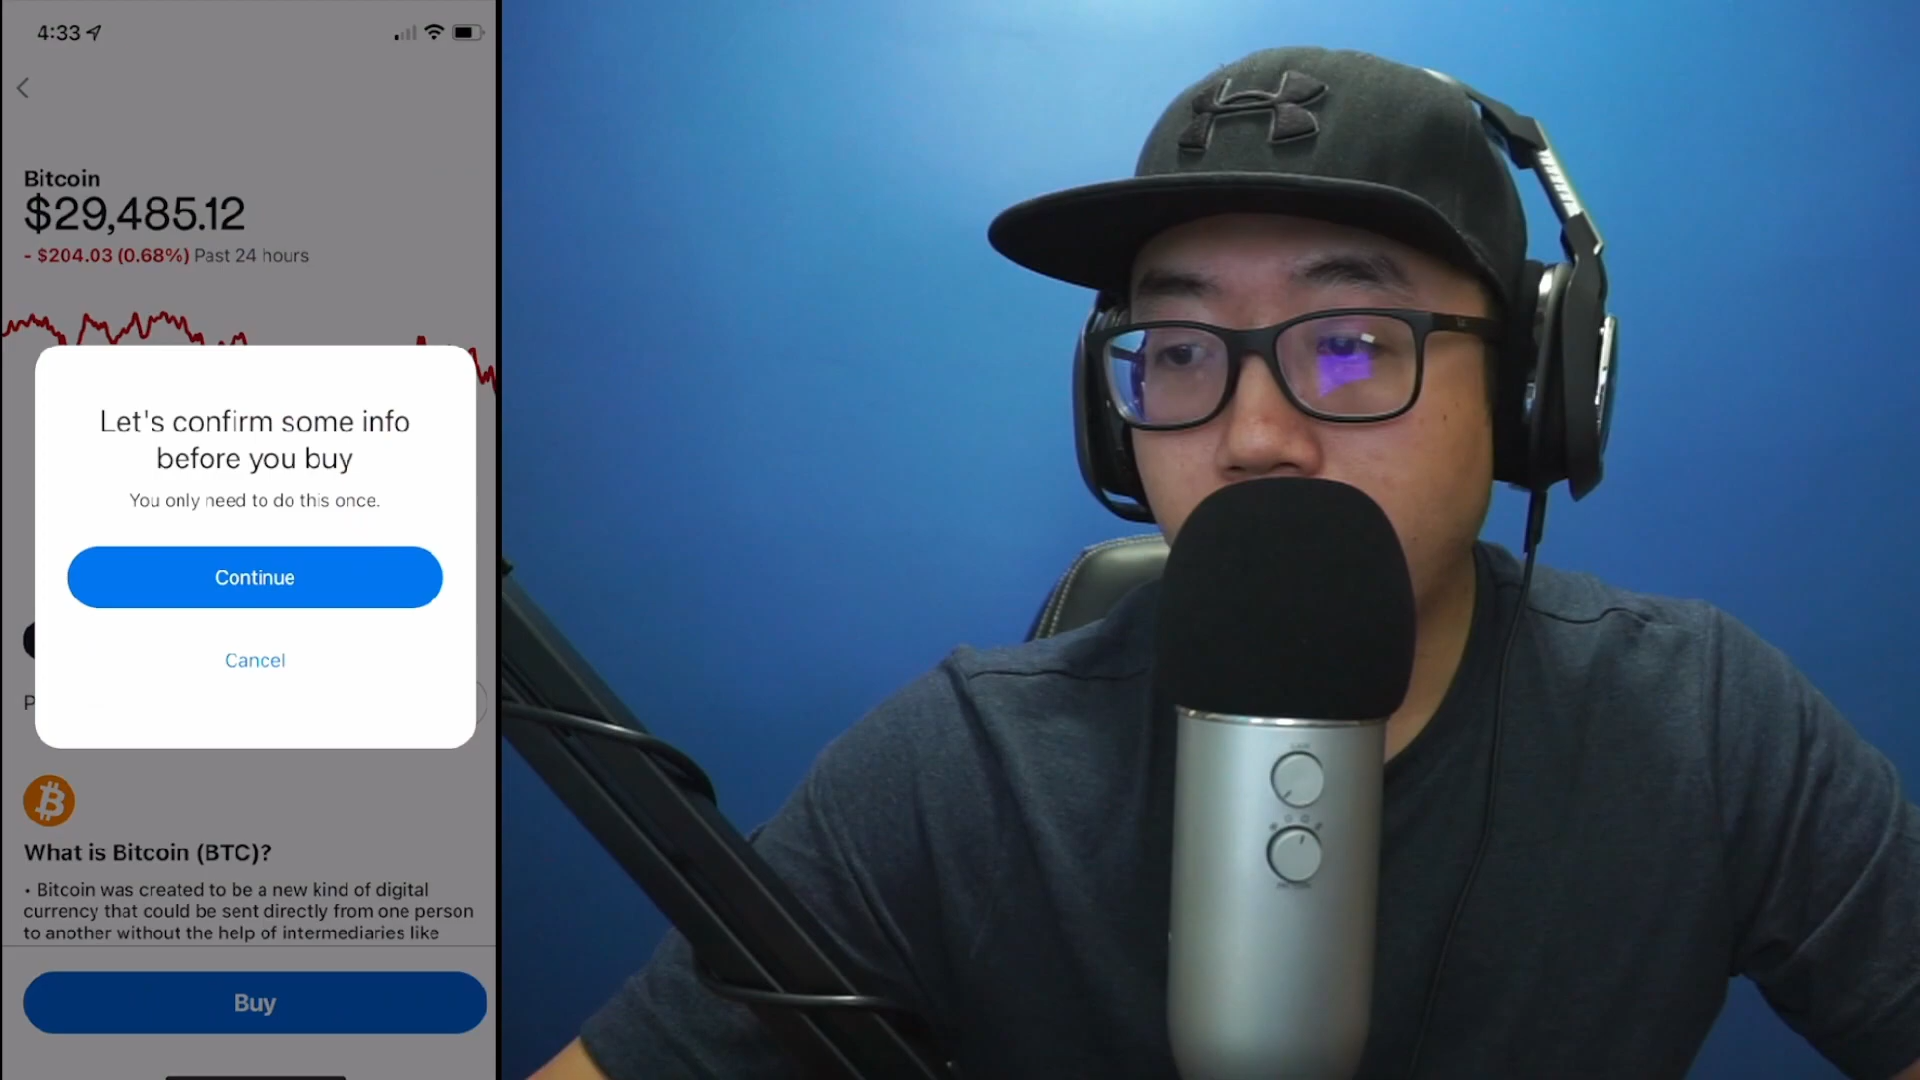 4:33
Bitcoin
$29,485.12
- $204.03 (0.68%) Past 24 hours
Let's confirm some info
before you buy
You only need to do this once.
Continue
Cancel
P
What is Bitcoin (BTC)?
• Bitcoin was created to be a new kind of digital
currency that could be sent directly from one person
to another without the help of intermediaries like
Buy